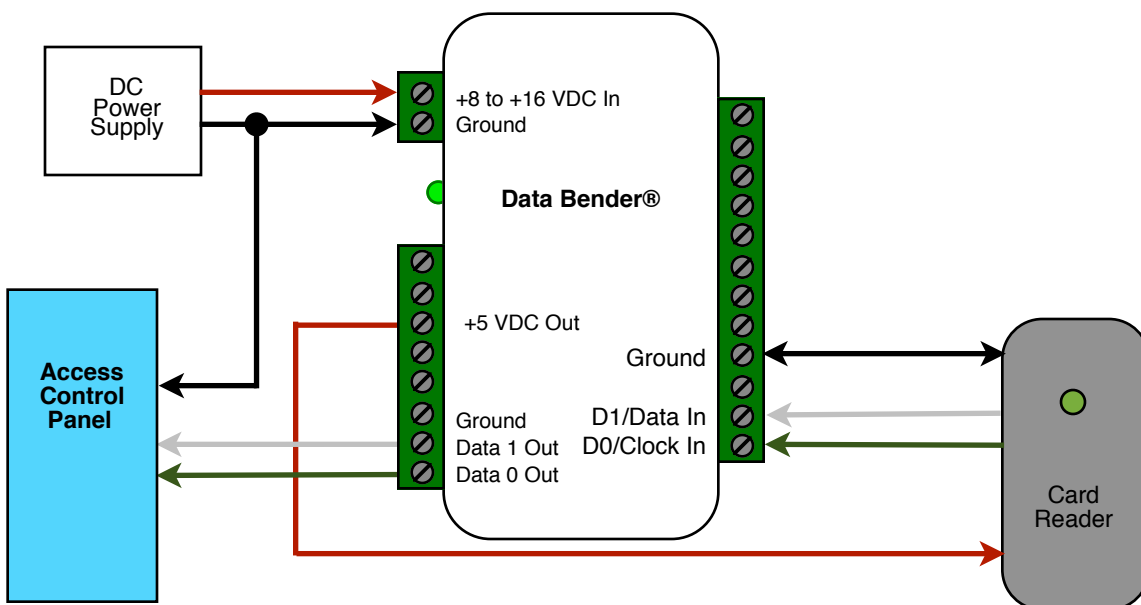 DC
Power
Supply
+8 to +16 VDC In
Ground
Data Bender®
+5 VDC Out
Ground
Access
Control
Panel
Ground
Data 1 Out
Data 0 Out
D1/Data In
D0/Clock In
Card
Reader